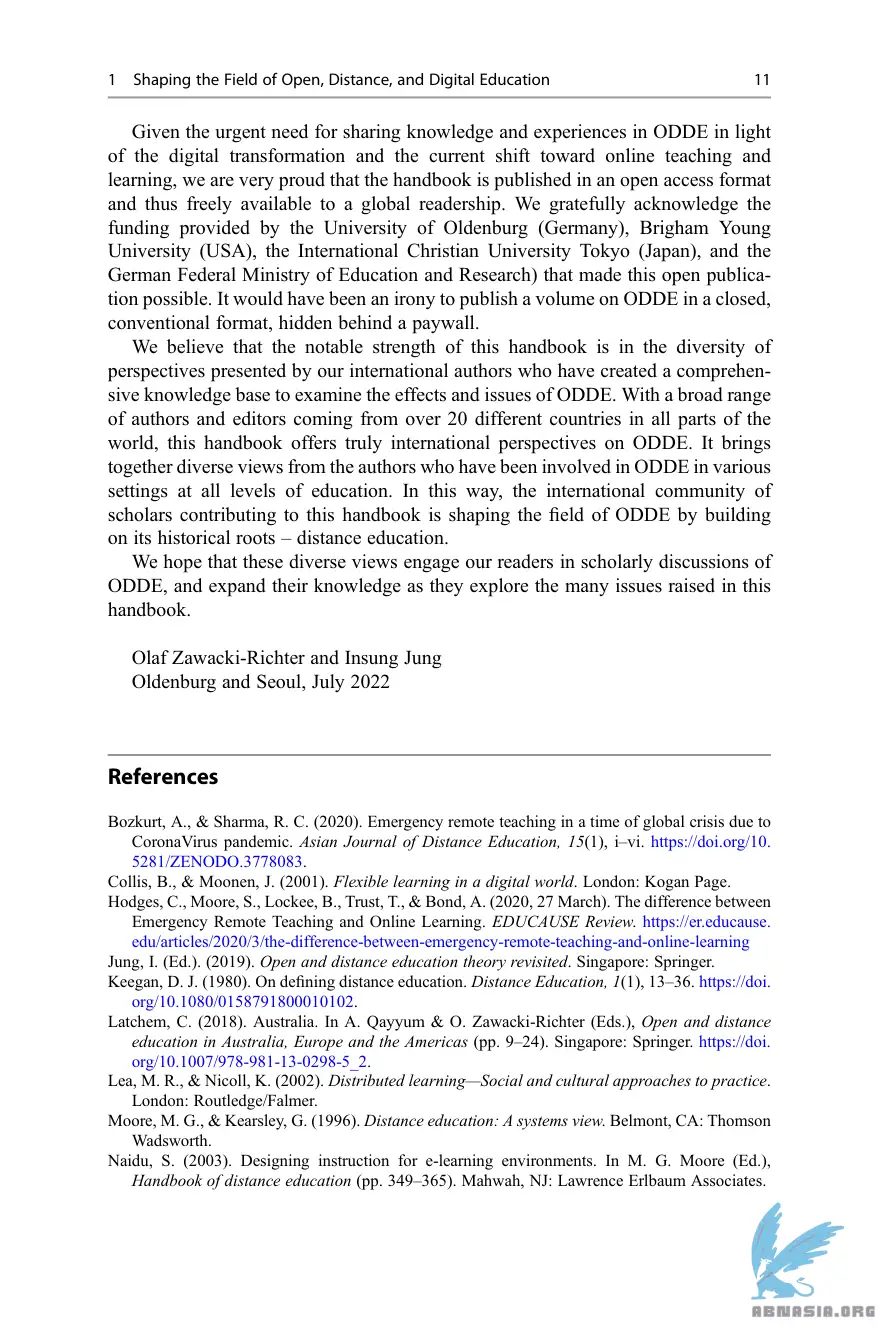 1 Shaping the Field of Open, Distance, and Digital Education 11
Given the urgent need for sharing knowledge and experiences in ODDE in light
of the digital transformation and the current shift toward online teaching and
learning, we are very proud that the handbook is published in an open access format
and thus freely available to a global readership. We gratefully acknowledge the
funding provided by the University of Oldenburg (Germany), Brigham Young
University (USA), the International Christian University Tokyo (Japan), and the
German Federal Ministry of Education and Research) that made this open publica-
tion possible. It would have been an irony to publish a volume on ODDE in a closed,
conventional format, hidden behind a paywall.
We believe that the notable strength of this handbook is in the diversity of
perspectives presented by our international authors who have created a comprehen-
sive knowledge base to examine the effects and issues of ODDE. With a broad range
of authors and editors coming from over 20 different countries in all parts of the
world, this handbook offers truly international perspectives on ODDE. It brings
together diverse views from the authors who have been involved in ODDE in various
settings at all levels of education. In this way, the international community of
scholars contributing to this handbook is shaping the field of ODDE by building
on its historical roots – distance education.
We hope that these diverse views engage our readers in scholarly discussions of
ODDE, and expand their knowledge as they explore the many issues raised in this
handbook.
Olaf Zawacki-Richter and Insung Jung
Oldenburg and Seoul, July 2022
References
Bozkurt, A., & Sharma, R. C. (2020). Emergency remote teaching in a time of global crisis due to
CoronaVirus pandemic. Asian Journal of Distance Education, 15(1), i–vi. https://doi.org/10.
5281/ZENODO.3778083.
Collis, B., & Moonen, J. (2001). Flexible learning in a digital world. London: Kogan Page.
Hodges, C., Moore, S., Lockee, B., Trust, T., & Bond, A. (2020, 27 March). The difference between
Emergency Remote Teaching and Online Learning. EDUCAUSE Review. https://er.educause.
edu/articles/2020/3/the-difference-between-emergency-remote-teaching-and-online-learning
Jung, I. (Ed.). (2019). Open and distance education theory revisited. Singapore: Springer.
Keegan, D. J. (1980). On defining distance education. Distance Education, 1(1), 13–36. https://doi.
org/10.1080/0158791800010102.
Latchem, C. (2018). Australia. In A. Qayyum & O. Zawacki-Richter (Eds.), Open and distance
education in Australia, Europe and the Americas (pp. 9–24). Singapore: Springer. https://doi.
org/10.1007/978-981-13-0298-5_2.
Lea, M. R., & Nicoll, K. (2002). Distributed learning—Social and cultural approaches to practice.
London: Routledge/Falmer.
Moore, M. G., & Kearsley, G. (1996). Distance education: A systems view. Belmont, CA: Thomson
Wadsworth.
Naidu, S. (2003). Designing instruction for e-learning environments. In M. G. Moore (Ed.),
Handbook of distance education (pp. 349–365). Mahwah, NJ: Lawrence Erlbaum Associates.
ABNASIA.ORG